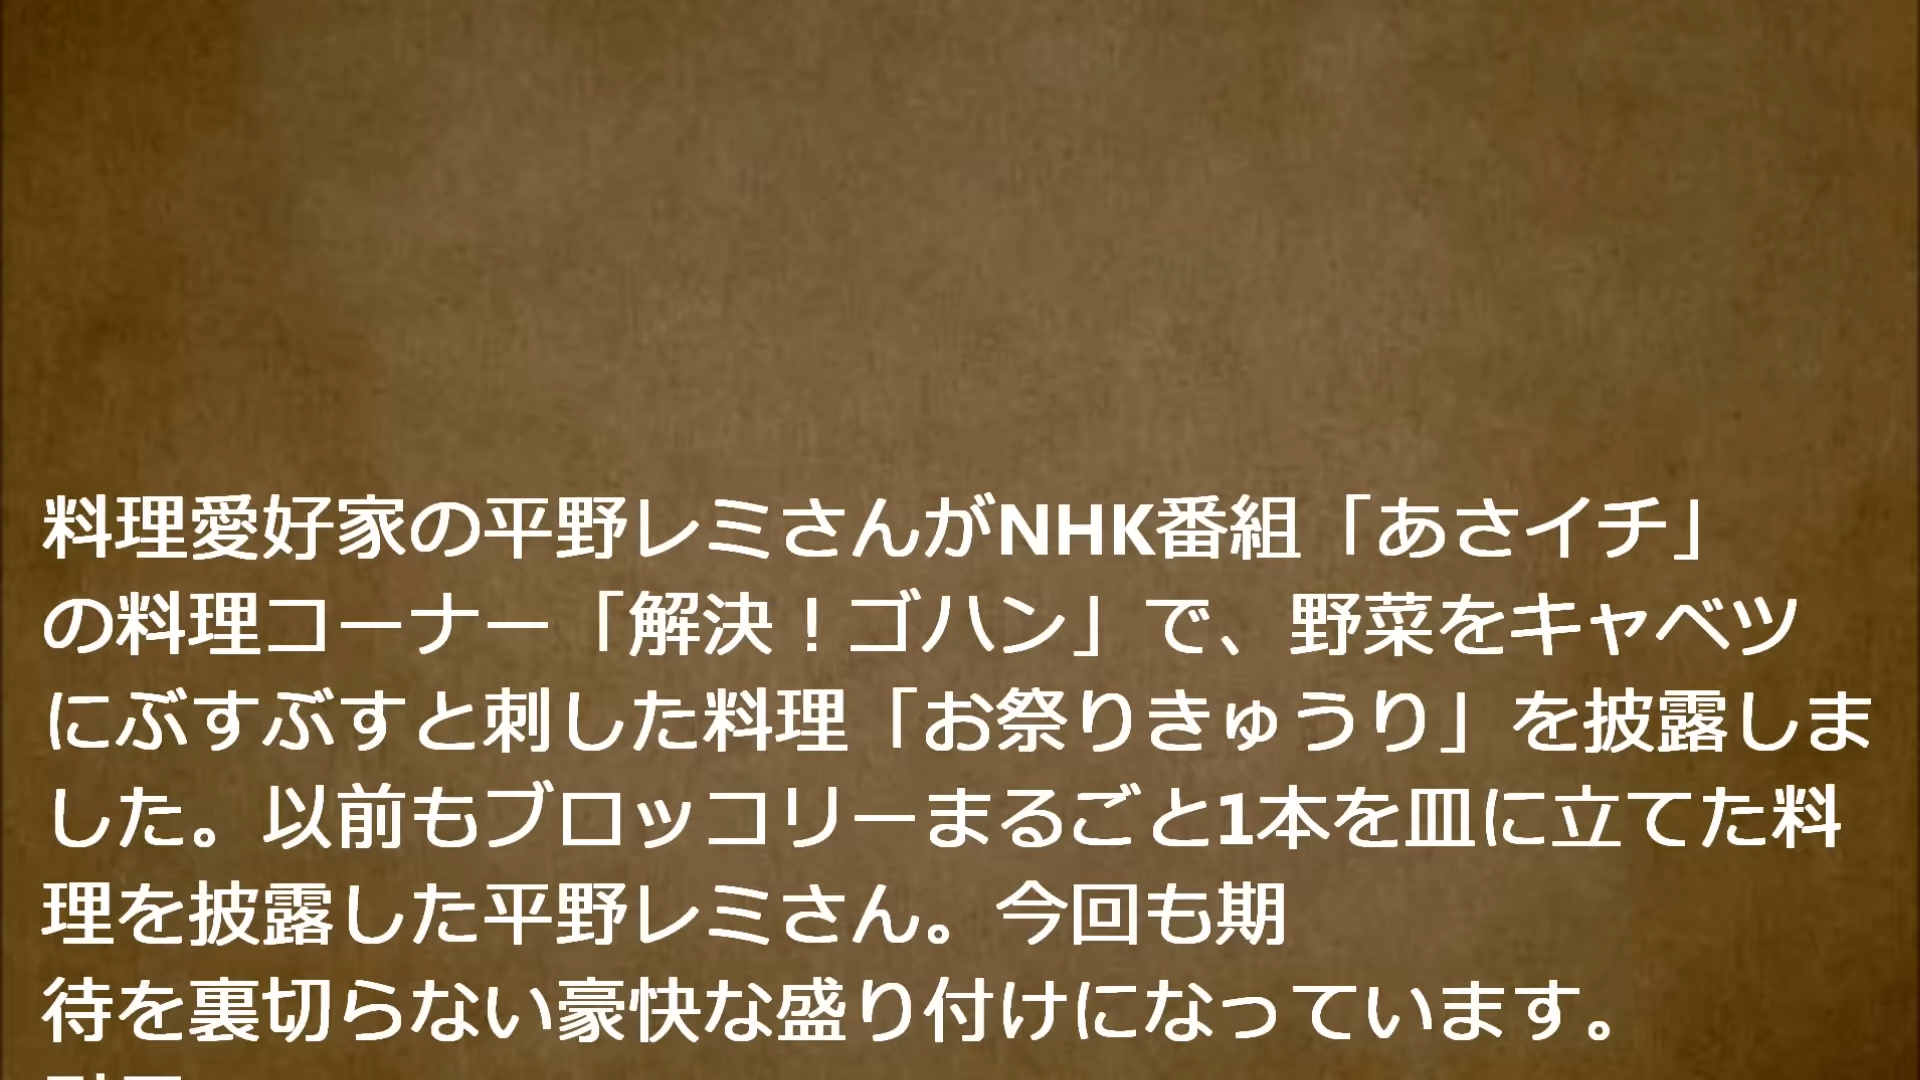 料理愛好家の平野レミさんがNHK番組「あさイチ」
の料理コーナー「解決！ゴハン」で、野菜をキャベツ
にぶすぶすと刺した料理「お祭りきゅうり」を披露しま
した。以前もブロッコリーまるごと1本を皿に立てた料
理を披露した平野レミさん。今回も期
待を裏切らない豪快な盛り付けになっています。